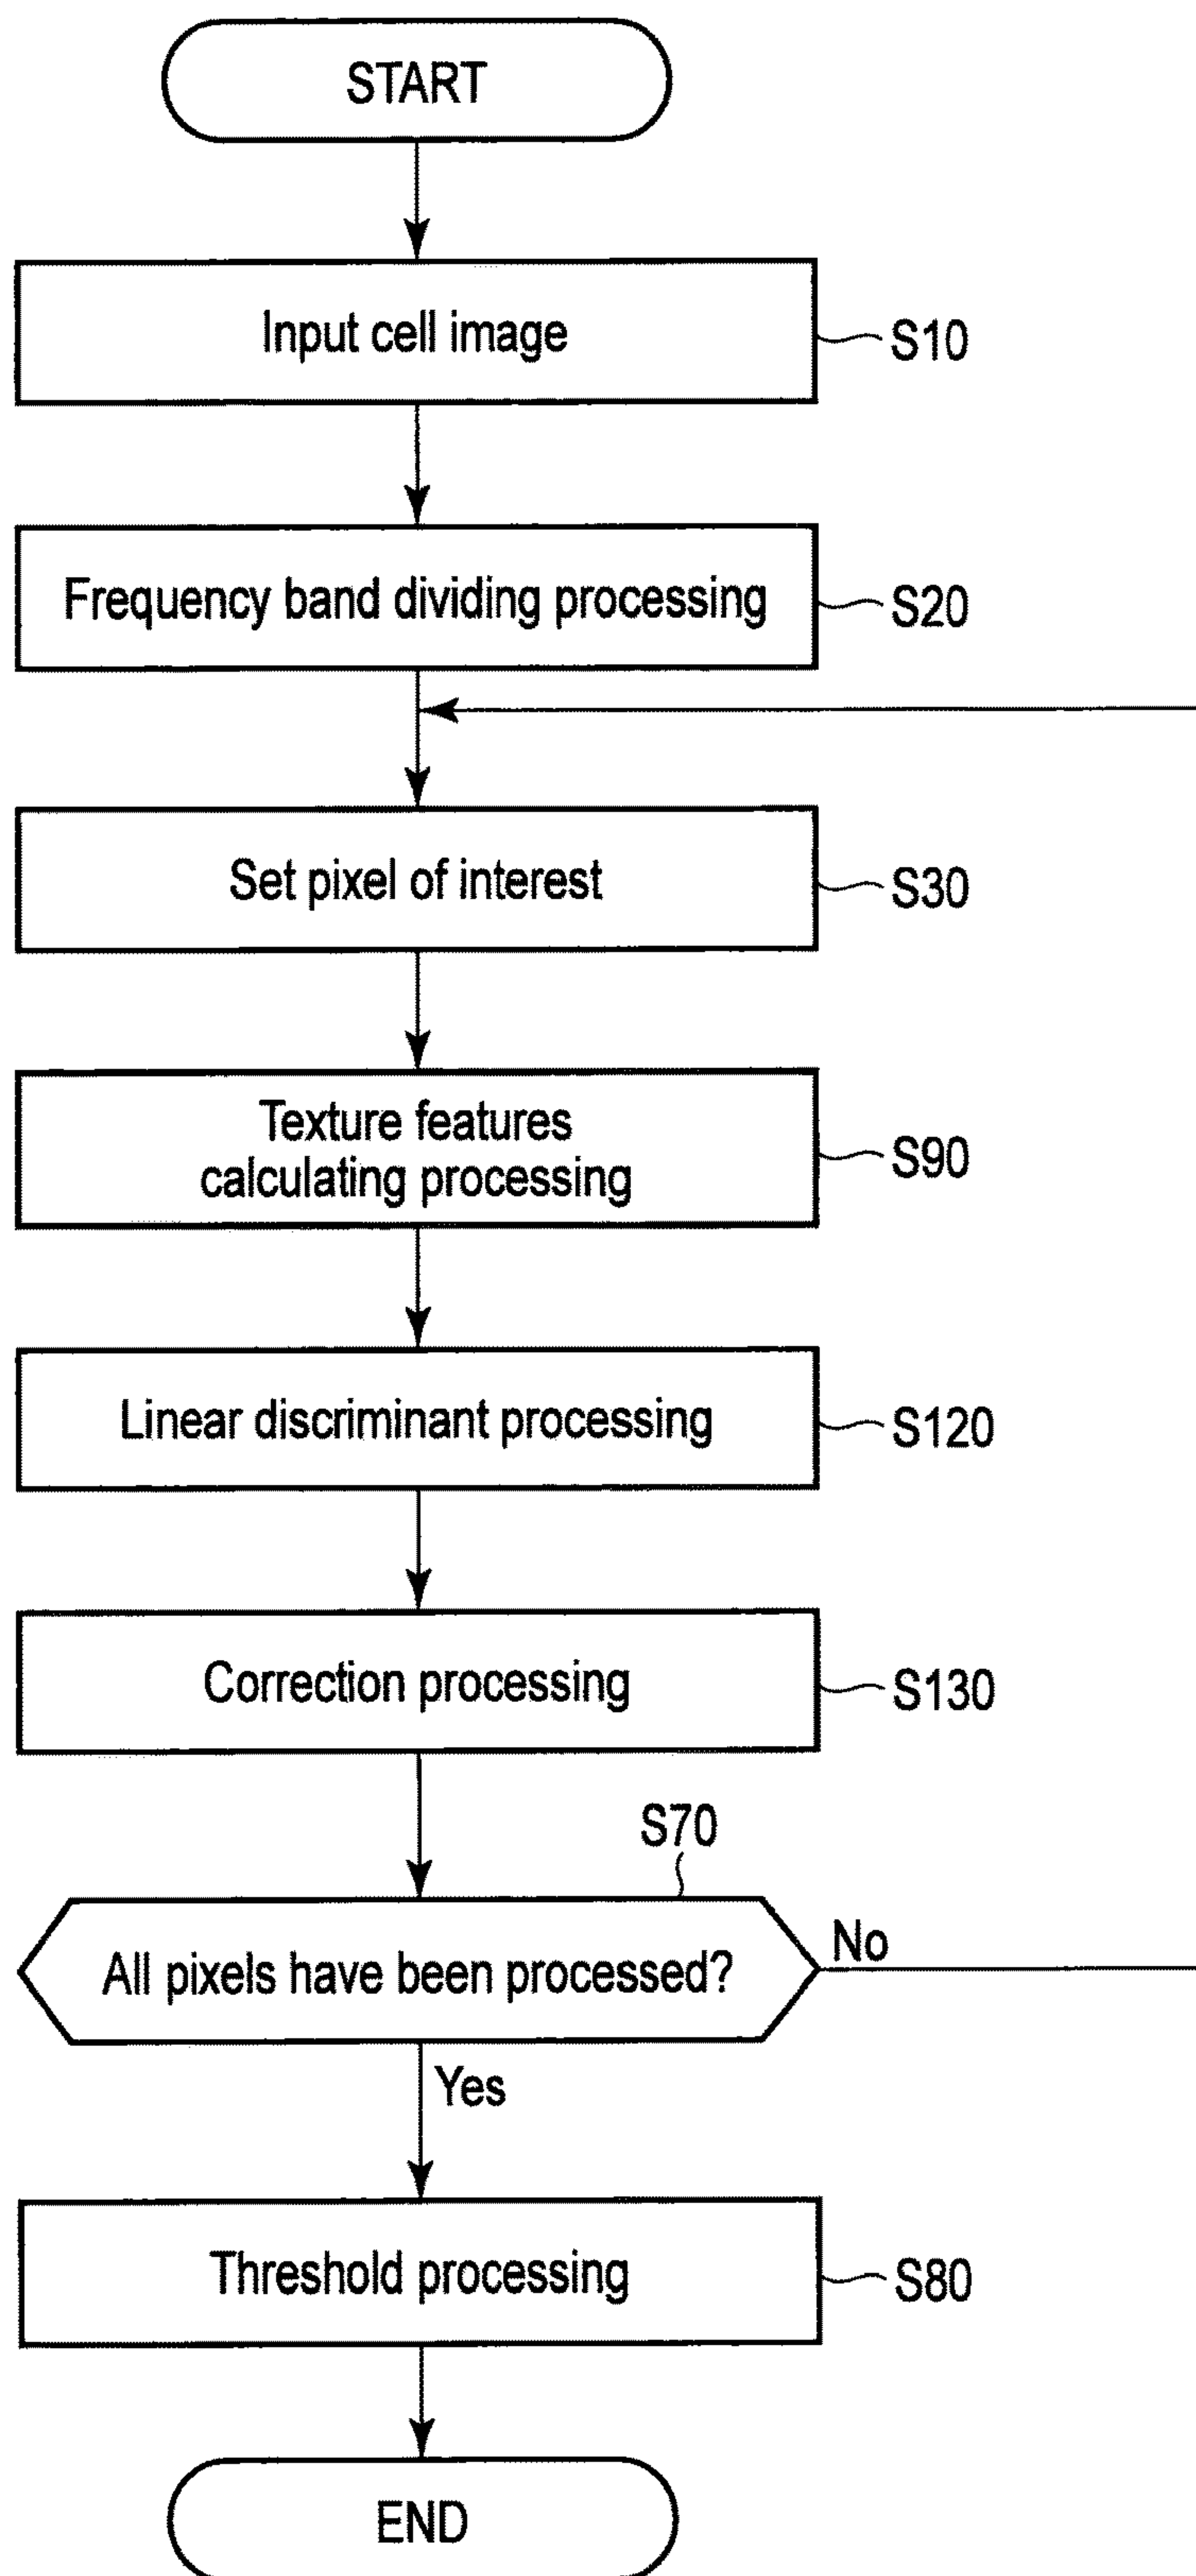 START
Input cell image
S10
Frequency band dividing processing
S20
Set pixel of interest
S30
Texture features
calculating processing
S90
Linear discriminant processing
S120
Correction processing
S130
S70
All pixels have been processed?
No
Yes
Threshold processing
S80
END